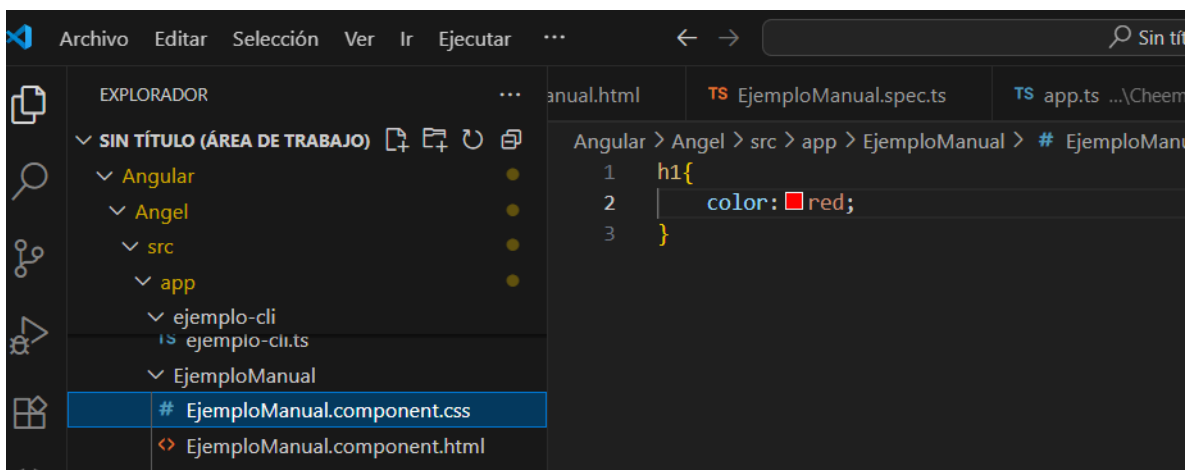 Archivo Editar Selección Ver Ir Ejecutar ··· Sin tít
EXPLORADOR ···
SIN TÍTULO (ÁREA DE TRABAJO)
Angular
Angel
src
app
ejemplo-cli
TS ejemplo-cli.ts
EjemploManual
# EjemploManual.component.css
<> EjemploManual.component.html
anual.html TS EjemploManual.spec.ts TS app.ts ...\Cheem
Angular > Angel > src > app > EjemploManual > # EjemploManu
1 h1{
2 color: red;
3 }